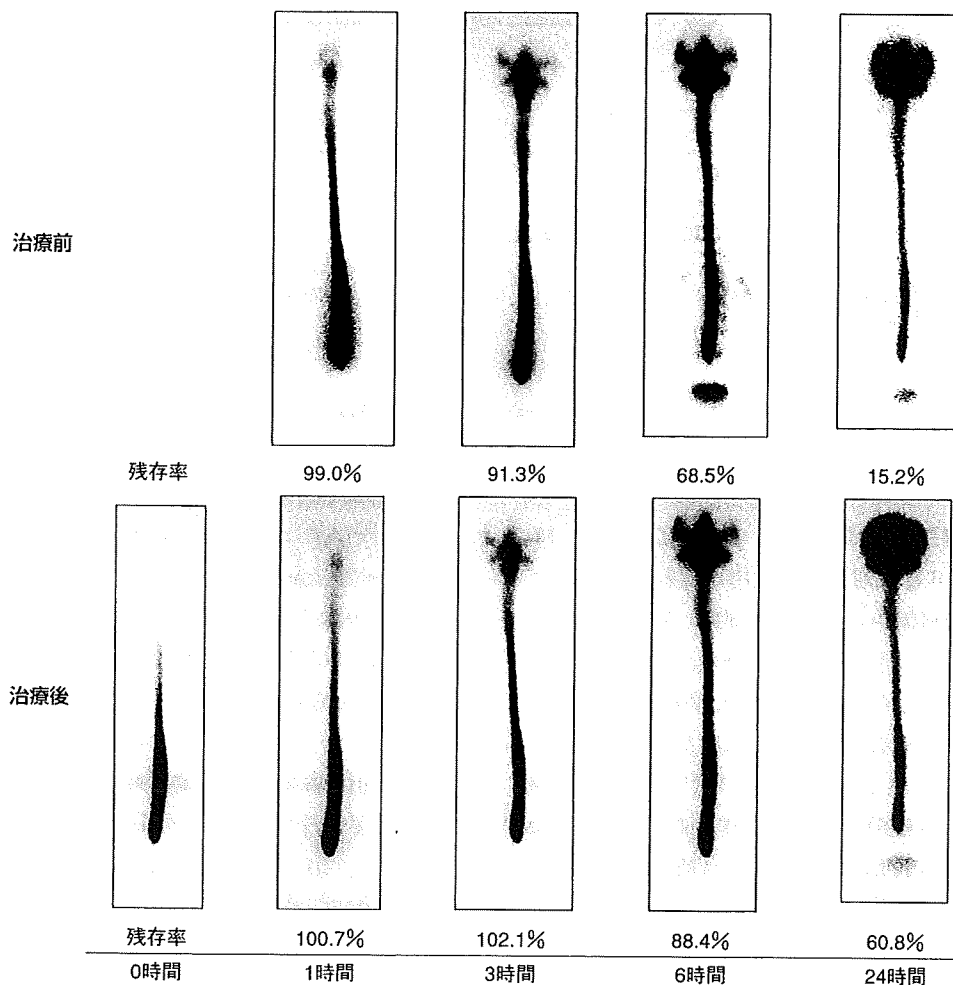 治療前
残存率 99.0% 91.3% 68.5% 15.2%
治療後
残存率 100.7% 102.1% 88.4% 60.8%
0時間 1時間 3時間 6時間 24時間